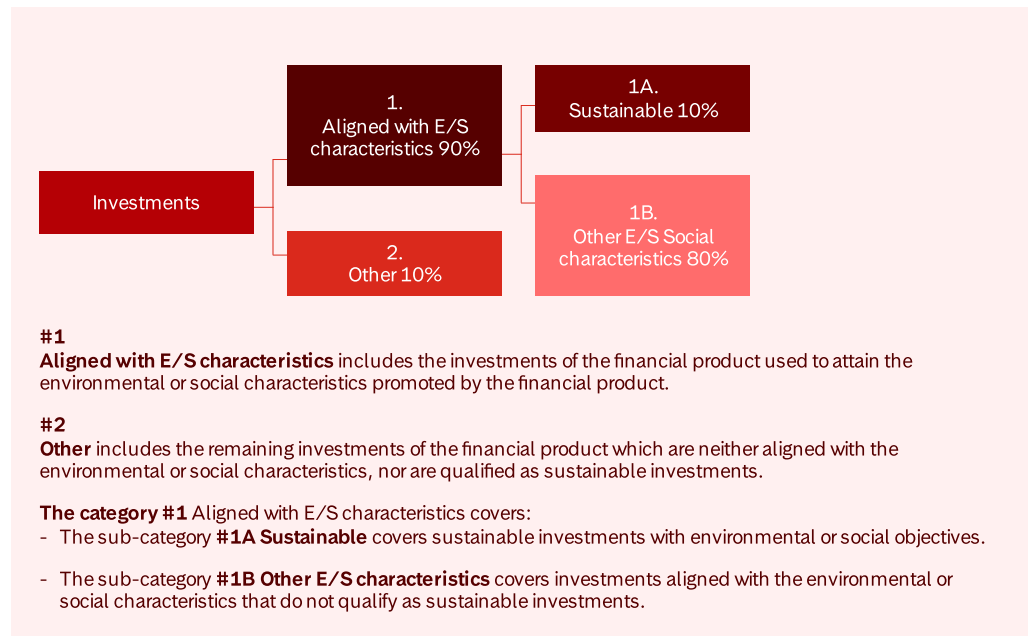 1.
Aligned with E/S
characteristics 90%
1A.
Sustainable 10%
Investments
1B.
Other E/S Social
characteristics 80%
2.
Other 10%
#1
Aligned with E/S characteristics includes the investments of the financial product used to attain the
environmental or social characteristics promoted by the financial product.
#2
Other includes the remaining investments of the financial product which are neither aligned with the
environmental or social characteristics, nor are qualified as sustainable investments.
The category #1 Aligned with E/S characteristics covers:
- The sub-category #1A Sustainable covers sustainable investments with environmental or social objectives.
- The sub-category #1B Other E/S characteristics covers investments aligned with the environmental or
social characteristics that do not qualify as sustainable investments.